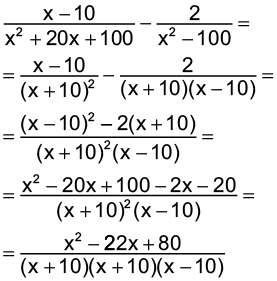 (x−10)/(x²+20x+100) − 2/(x²−100) =
= (x−10)/(x+10)² − 2/((x+10)(x−10)) =
= ((x−10)²−2(x+10))/((x+10)²(x−10)) =
= (x²−20x+100−2x−20)/((x+10)²(x−10)) =
= (x²−22x+80)/((x+10)(x+10)(x−10))